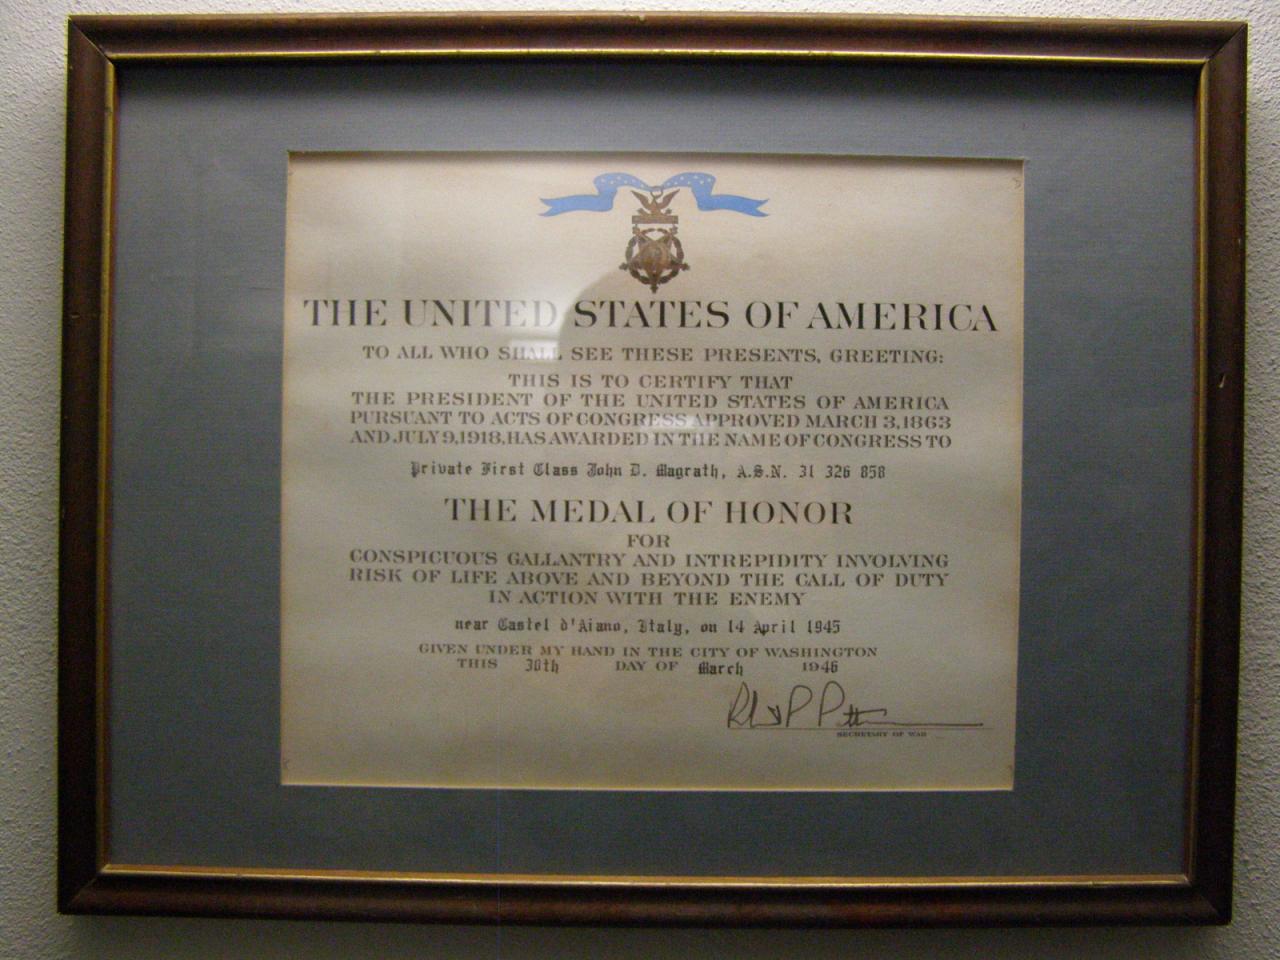 THE UNITED STATES OF AMERICA
TO ALL WHO SHALL SEE THESE PRESENTS, GREETING:
THIS IS TO CERTIFY THAT
THE PRESIDENT OF THE UNITED STATES OF AMERICA
PURSUANT TO ACTS OF CONGRESS APPROVED MARCH 3, 1863
AND JULY 9, 1918, HAS AWARDED IN THE NAME OF CONGRESS TO
Private First Class John D. Magrath, A.S.N. 31 326 858
THE MEDAL OF HONOR
FOR
CONSPICUOUS GALLANTRY AND INTREPIDITY INVOLVING
RISK OF LIFE ABOVE AND BEYOND THE CALL OF DUTY
IN ACTION WITH THE ENEMY
near Castel d'Aiano, Italy, on 14 April 1945
GIVEN UNDER MY HAND IN THE CITY OF WASHINGTON
THIS 30th DAY OF March 1946
SECRETARY OF WAR